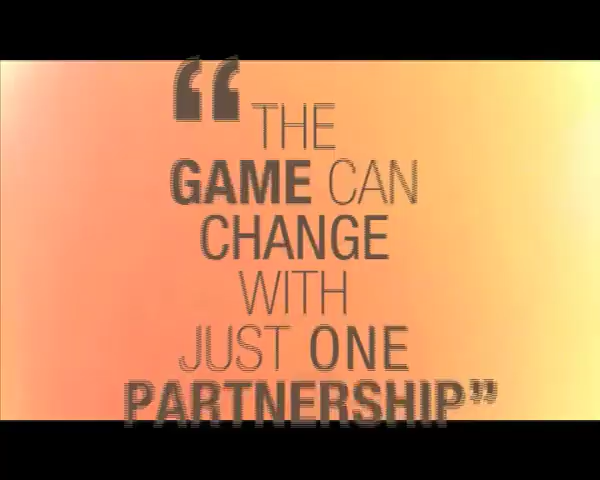 “THE
GAME CAN
CHANGE
WITH
JUST ONE
PARTNERSHIP”